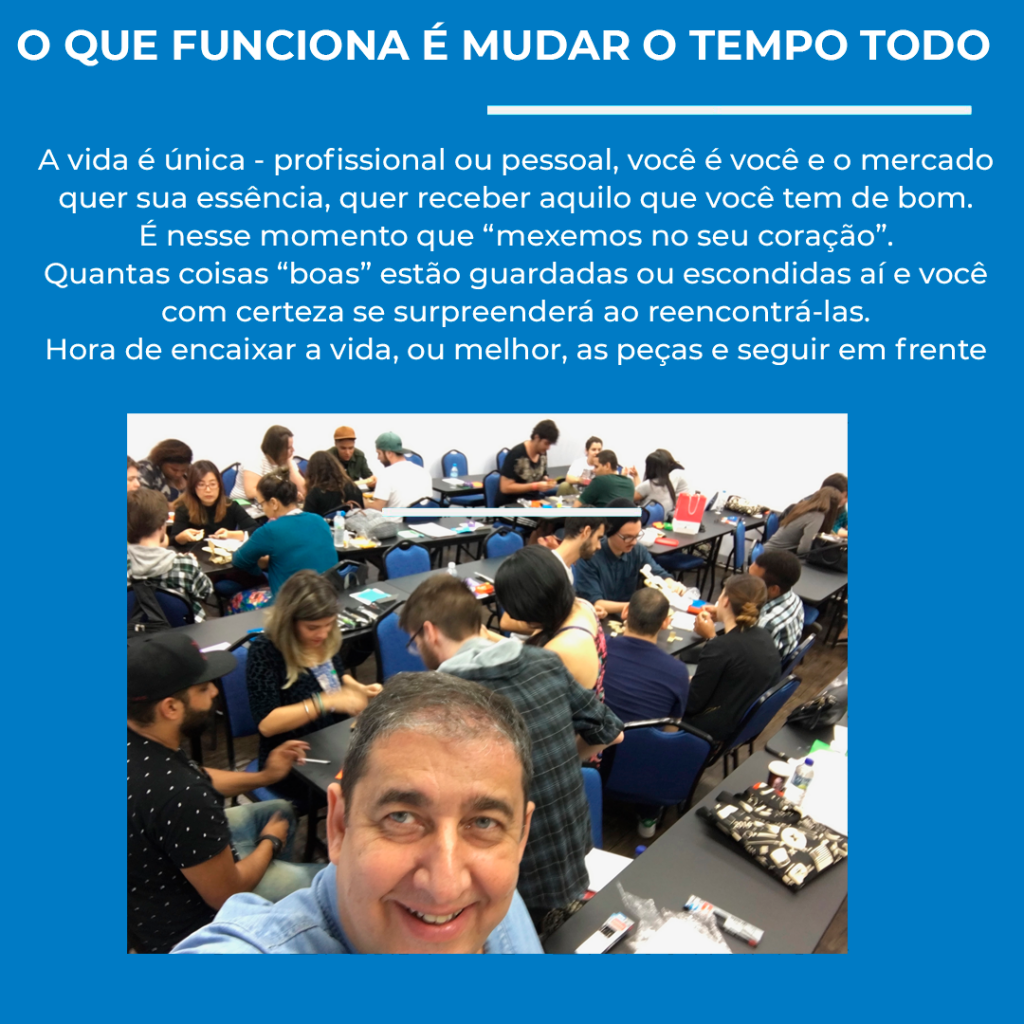 O QUE FUNCIONA É MUDAR O TEMPO TODO
A vida é única - profissional ou pessoal, você é você e o mercado
quer sua essência, quer receber aquilo que você tem de bom.
É nesse momento que “mexemos no seu coração”.
Quantas coisas “boas” estão guardadas ou escondidas aí e você
com certeza se surpreenderá ao reencontrá-las.
Hora de encaixar a vida, ou melhor, as peças e seguir em frente